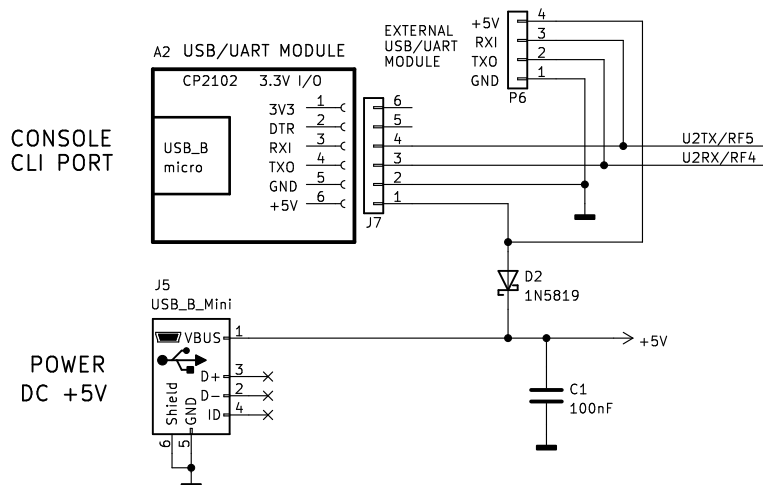 A2 USB/UART MODULE
CP2102 3.3V I/O
USB_B
micro
3V3 1
DTR 2
RXI 3
TXO 4
GND 5
+5V 6
6
5
4
3
2
1
J7
EXTERNAL
USB/UART
MODULE
+5V 4
RXI 3
TXO 2
GND 1
P6
U2TX/RF5
U2RX/RF4
CONSOLE
CLI PORT
D2
1N5819
J5
USB_B_Mini
VBUS 1
D+ 3
D- 2
ID 4
Shield
GND
6
5
POWER
DC +5V
+5V
C1
100nF